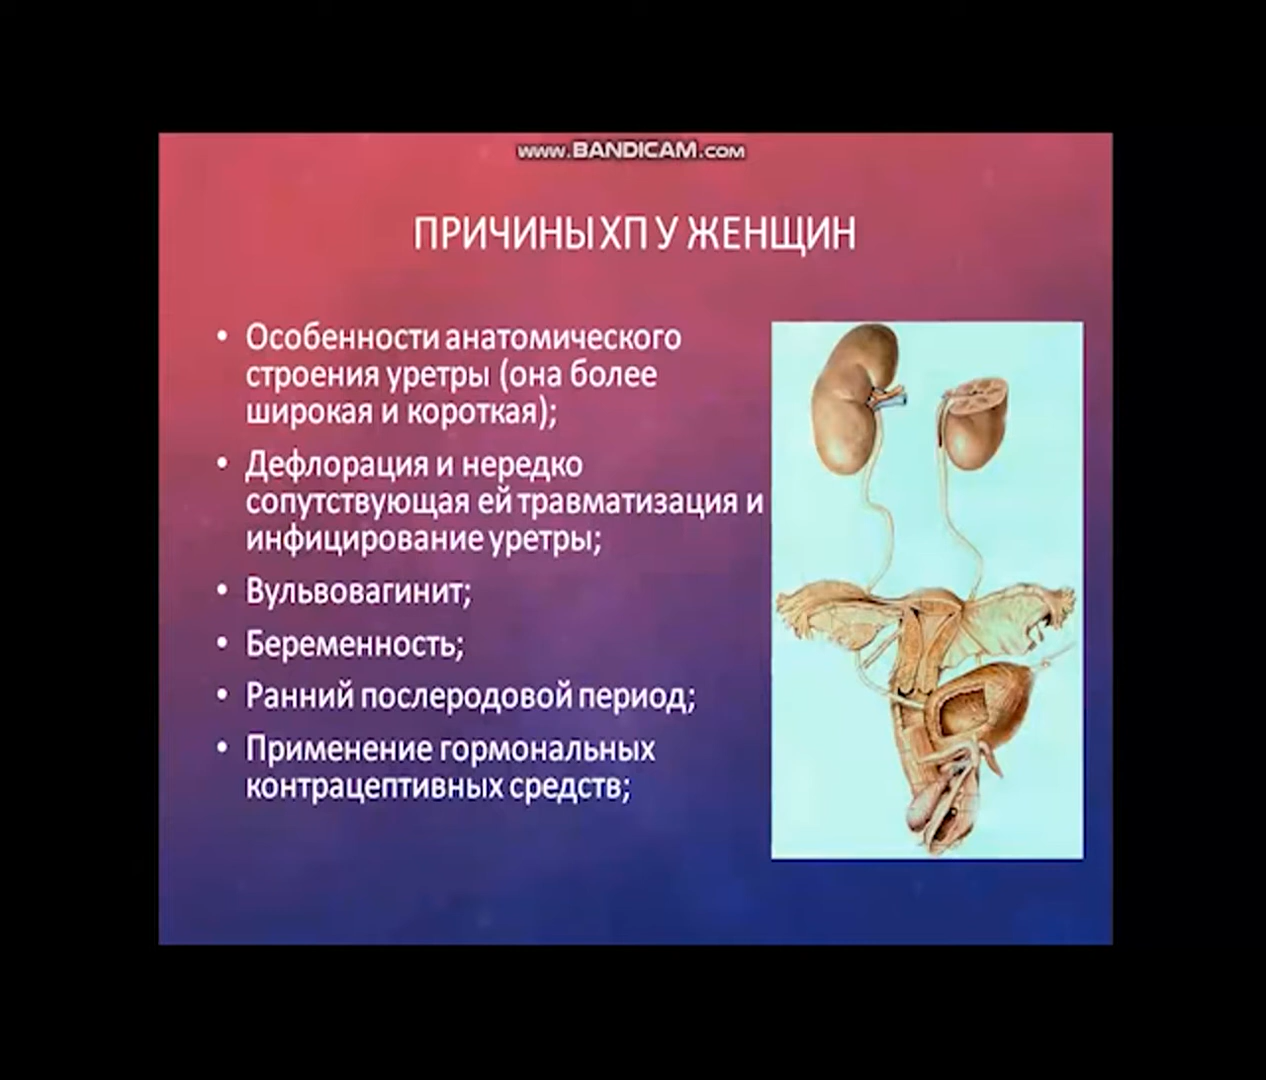 www.BANDICAM.com
ПРИЧИНЫ ХП У ЖЕНЩИН
• Особенности анатомического
строения уретры (она более
широкая и короткая);
• Дефлорация и нередко
сопутствующая ей травматизация и
инфицирование уретры;
• Вульвовагинит;
• Беременность;
• Ранний послеродовой период;
• Применение гормональных
контрацептивных средств;